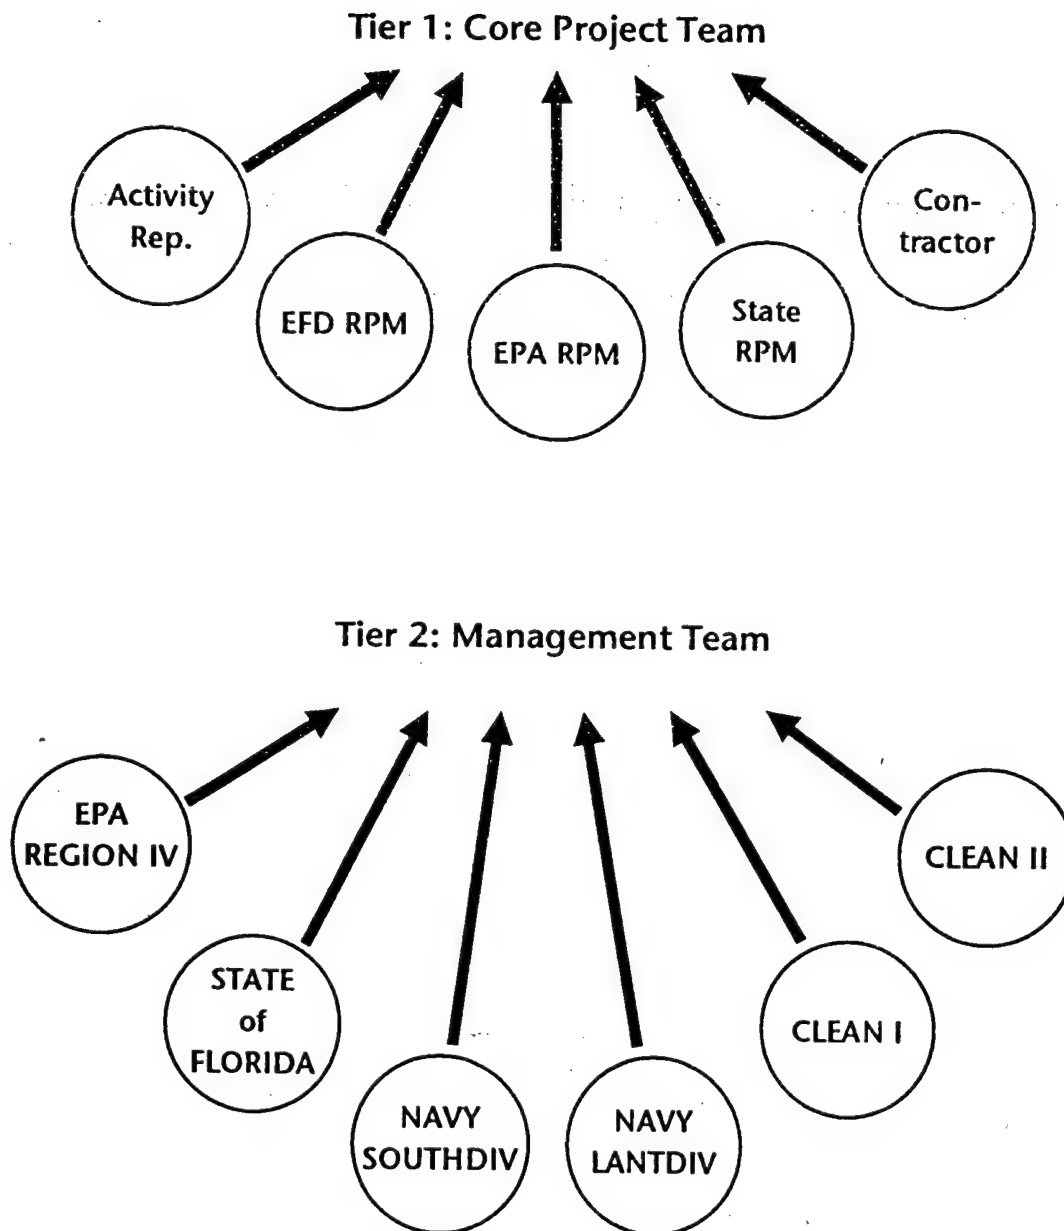 Tier 1: Core Project Team
Activity
Rep.
EFD RPM
EPA RPM
State
RPM
Con-
tractor
Tier 2: Management Team
EPA
REGION IV
STATE
of
FLORIDA
NAVY
SOUTHDIV
NAVY
LANTDIV
CLEAN I
CLEAN II